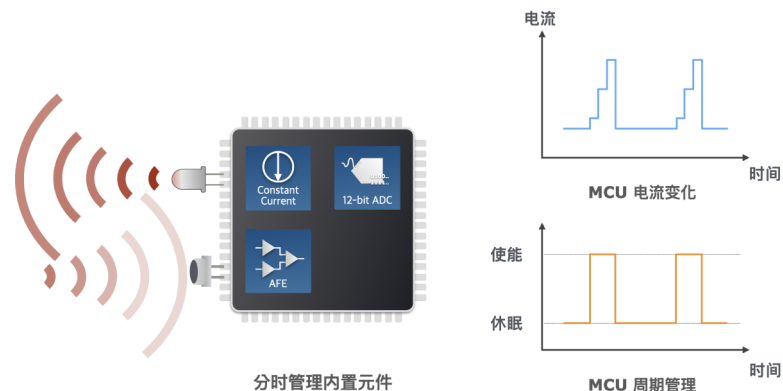 Constant
Current
12-bit ADC
AFE
分时管理内置元件
电流
时间
MCU 电流变化
使能
休眠
时间
MCU 周期管理